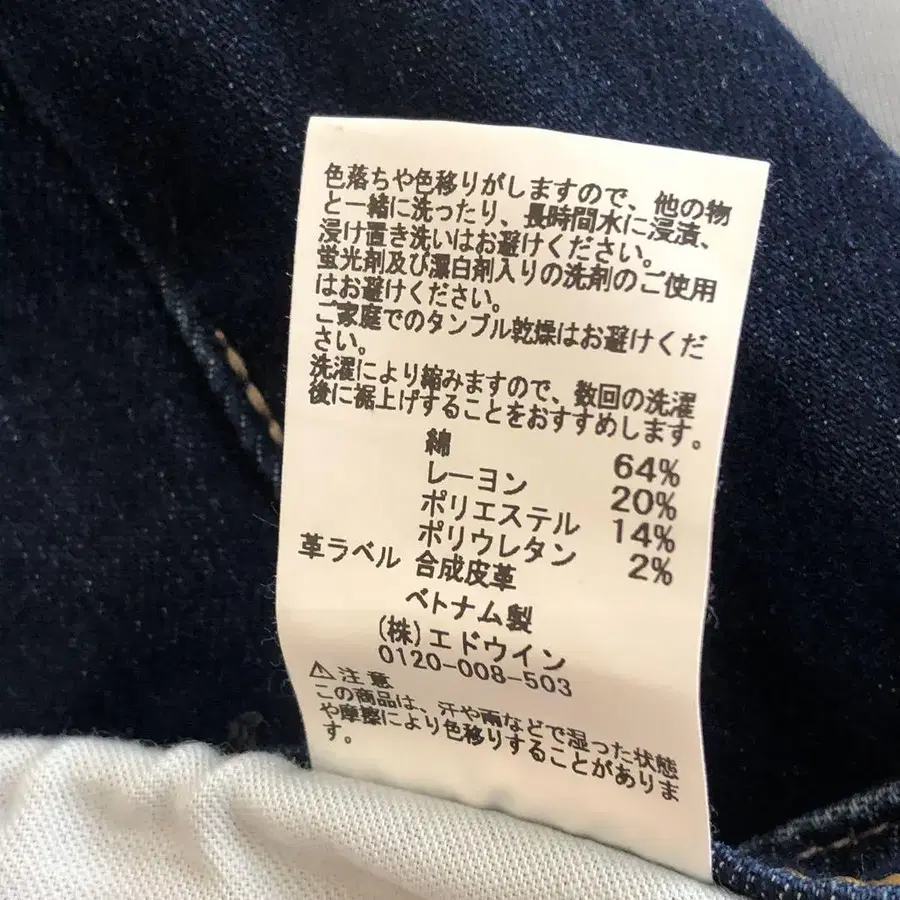 色落ちや色移りがしますので、他の物
と一緒に洗ったり、長時間水に浸漬、
浸け置き洗いはお避けください。
蛍光剤及び漂白剤入りの洗剤のご使用
はお避けください。
ご家庭でのタンブル乾燥はお避けくだ
さい。
洗濯により縮みますので、数回の洗濯
後に裾上げすることをおすすめします。
綿 64%
レーヨン 20%
ポリエステル 14%
ポリウレタン 2%
革ラベル 合成皮革
ベトナム製
(株)エドウイン
0120-008-503
⚠注意
この商品は、汗や雨などで湿った状態
や摩擦により色移りすることがありま
す。